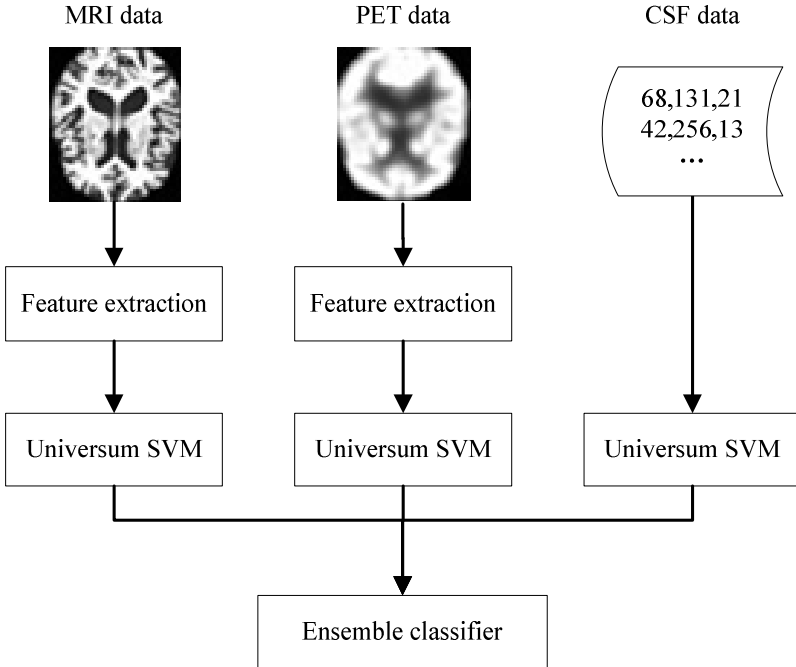 MRI data
PET data
CSF data
68,131,21
42,256,13
...
Feature extraction
Feature extraction
Universum SVM
Universum SVM
Universum SVM
Ensemble classifier